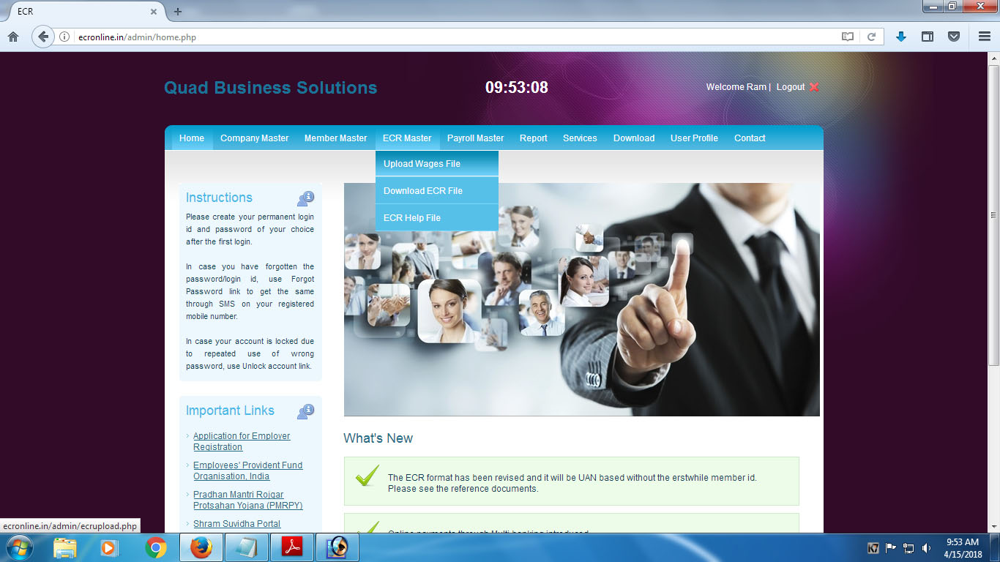 ECR
ecronline.in/admin/home.php
Quad Business Solutions
09:53:08
Welcome Ram | Logout
Home Company Master Member Master ECR Master Payroll Master Report Services Download User Profile Contact
Upload Wages File
Download ECR File
ECR Help File
Instructions
Please create your permanent login
id and password of your choice
after the first login.
In case you have forgotten the
password/login id, use Forgot
Password link to get the same
through SMS on your registered
mobile number.
In case your account is locked due
to repeated use of wrong
password, use Unlock account link.
Important Links
Application for Employer
Registration
Employees' Provident Fund
Organisation, India
Pradhan Mantri Rojgar
Protsahan Yojana (PMRPY)
Shram Suvidha Portal
What's New
The ECR format has been revised and it will be UAN based without the erstwhile member id.
Please see the reference documents.
Online payments through Multi banking introduced
ecronline.in/admin/ecrupload.php
K7
9:53 AM
4/15/2018